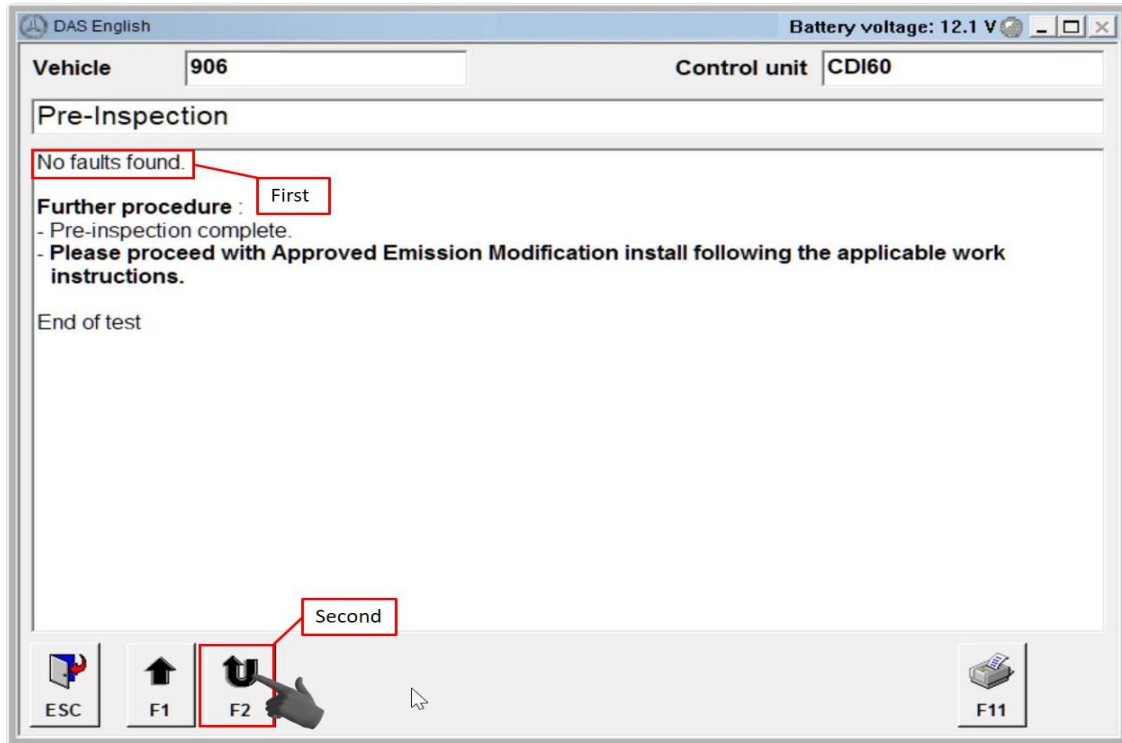 DAS English
Battery voltage: 12.1 V
Vehicle 906 Control unit CDI60
Pre-Inspection
No faults found.
First
Further procedure :
- Pre-inspection complete.
- Please proceed with Approved Emission Modification install following the applicable work
instructions.
End of test
Second
ESC F1 F2 F11